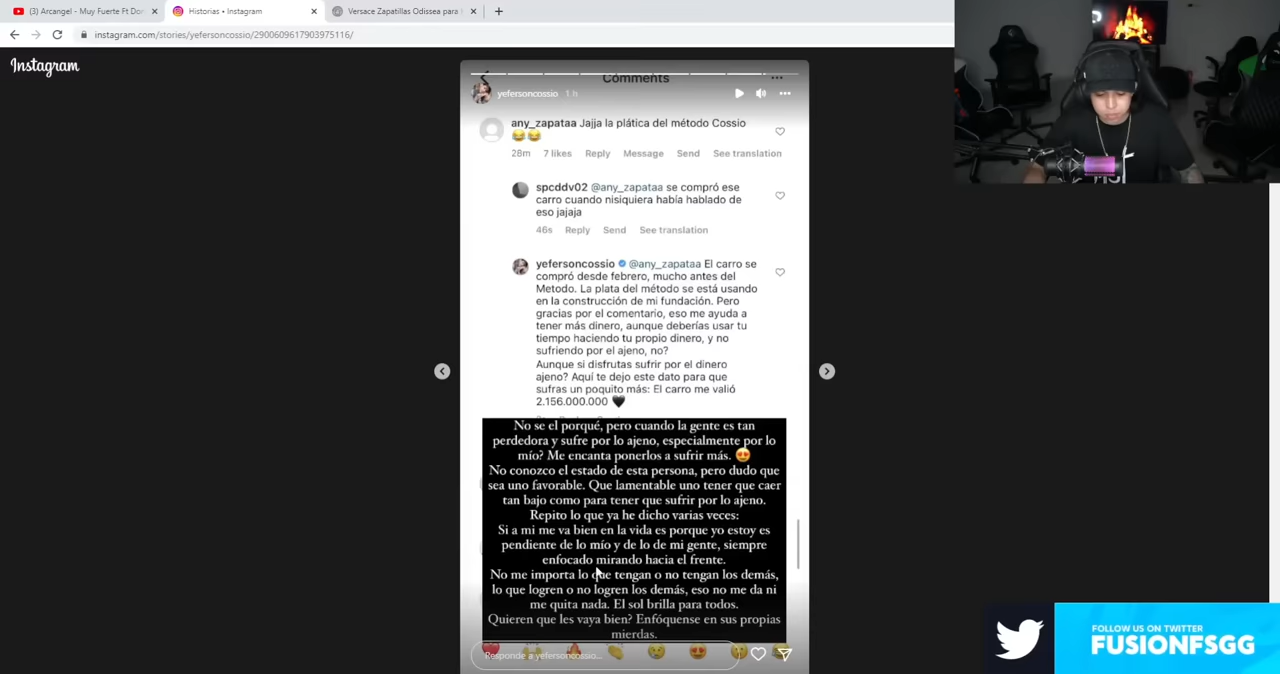 (3) Arcangel - Muy Fuerte Ft Don
Historias • Instagram
Versace Zapatillas Odissea para
instagram.com/stories/yefersoncossio/2900609617903975116/
Instagram
Comments
yefersoncossio 1 h
any_zapataa Jajja la plática del método Cossio
😂😂
28m 7 likes Reply Message Send See translation
spcddv02 @any_zapataa se compró ese
carro cuando nisiquiera había hablado de
eso jajaja
46s Reply Send See translation
yefersoncossio @any_zapataa El carro se
compró desde febrero, mucho antes del
Metodo. La plata del método se está usando
en la construcción de mi fundación. Pero
gracias por el comentario, eso me ayuda a
tener más dinero, aunque deberías usar tu
tiempo haciendo tu propio dinero, y no
sufriendo por el ajeno, no?
Aunque si disfrutas sufrir por el dinero
ajeno? Aquí te dejo este dato para que
sufras un poquito más: El carro me valió
2.156.000.000 🖤
No se el porqué, pero cuando la gente es tan
perdedora y sufre por lo ajeno, especialmente por lo
mío? Me encanta ponerlos a sufrir más. 😍
No conozco el estado de esta persona, pero dudo que
sea uno favorable. Que lamentable uno tener que caer
tan bajo como para tener que sufrir por lo ajeno.
Repito lo que ya he dicho varias veces:
Si a mi me va bien en la vida es porque yo estoy es
pendiente de lo mío y de lo de mi gente, siempre
enfocado mirando hacia el frente.
No me importa lo que tengan o no tengan los demás,
lo que logren o no logren los demás, eso no me da ni
me quita nada. El sol brilla para todos.
Quieren que les vaya bien? Enfóquense en sus propias
mierdas.
Responde a yefersoncossio...
FOLLOW US ON TWITTER
FUSIONFSGG